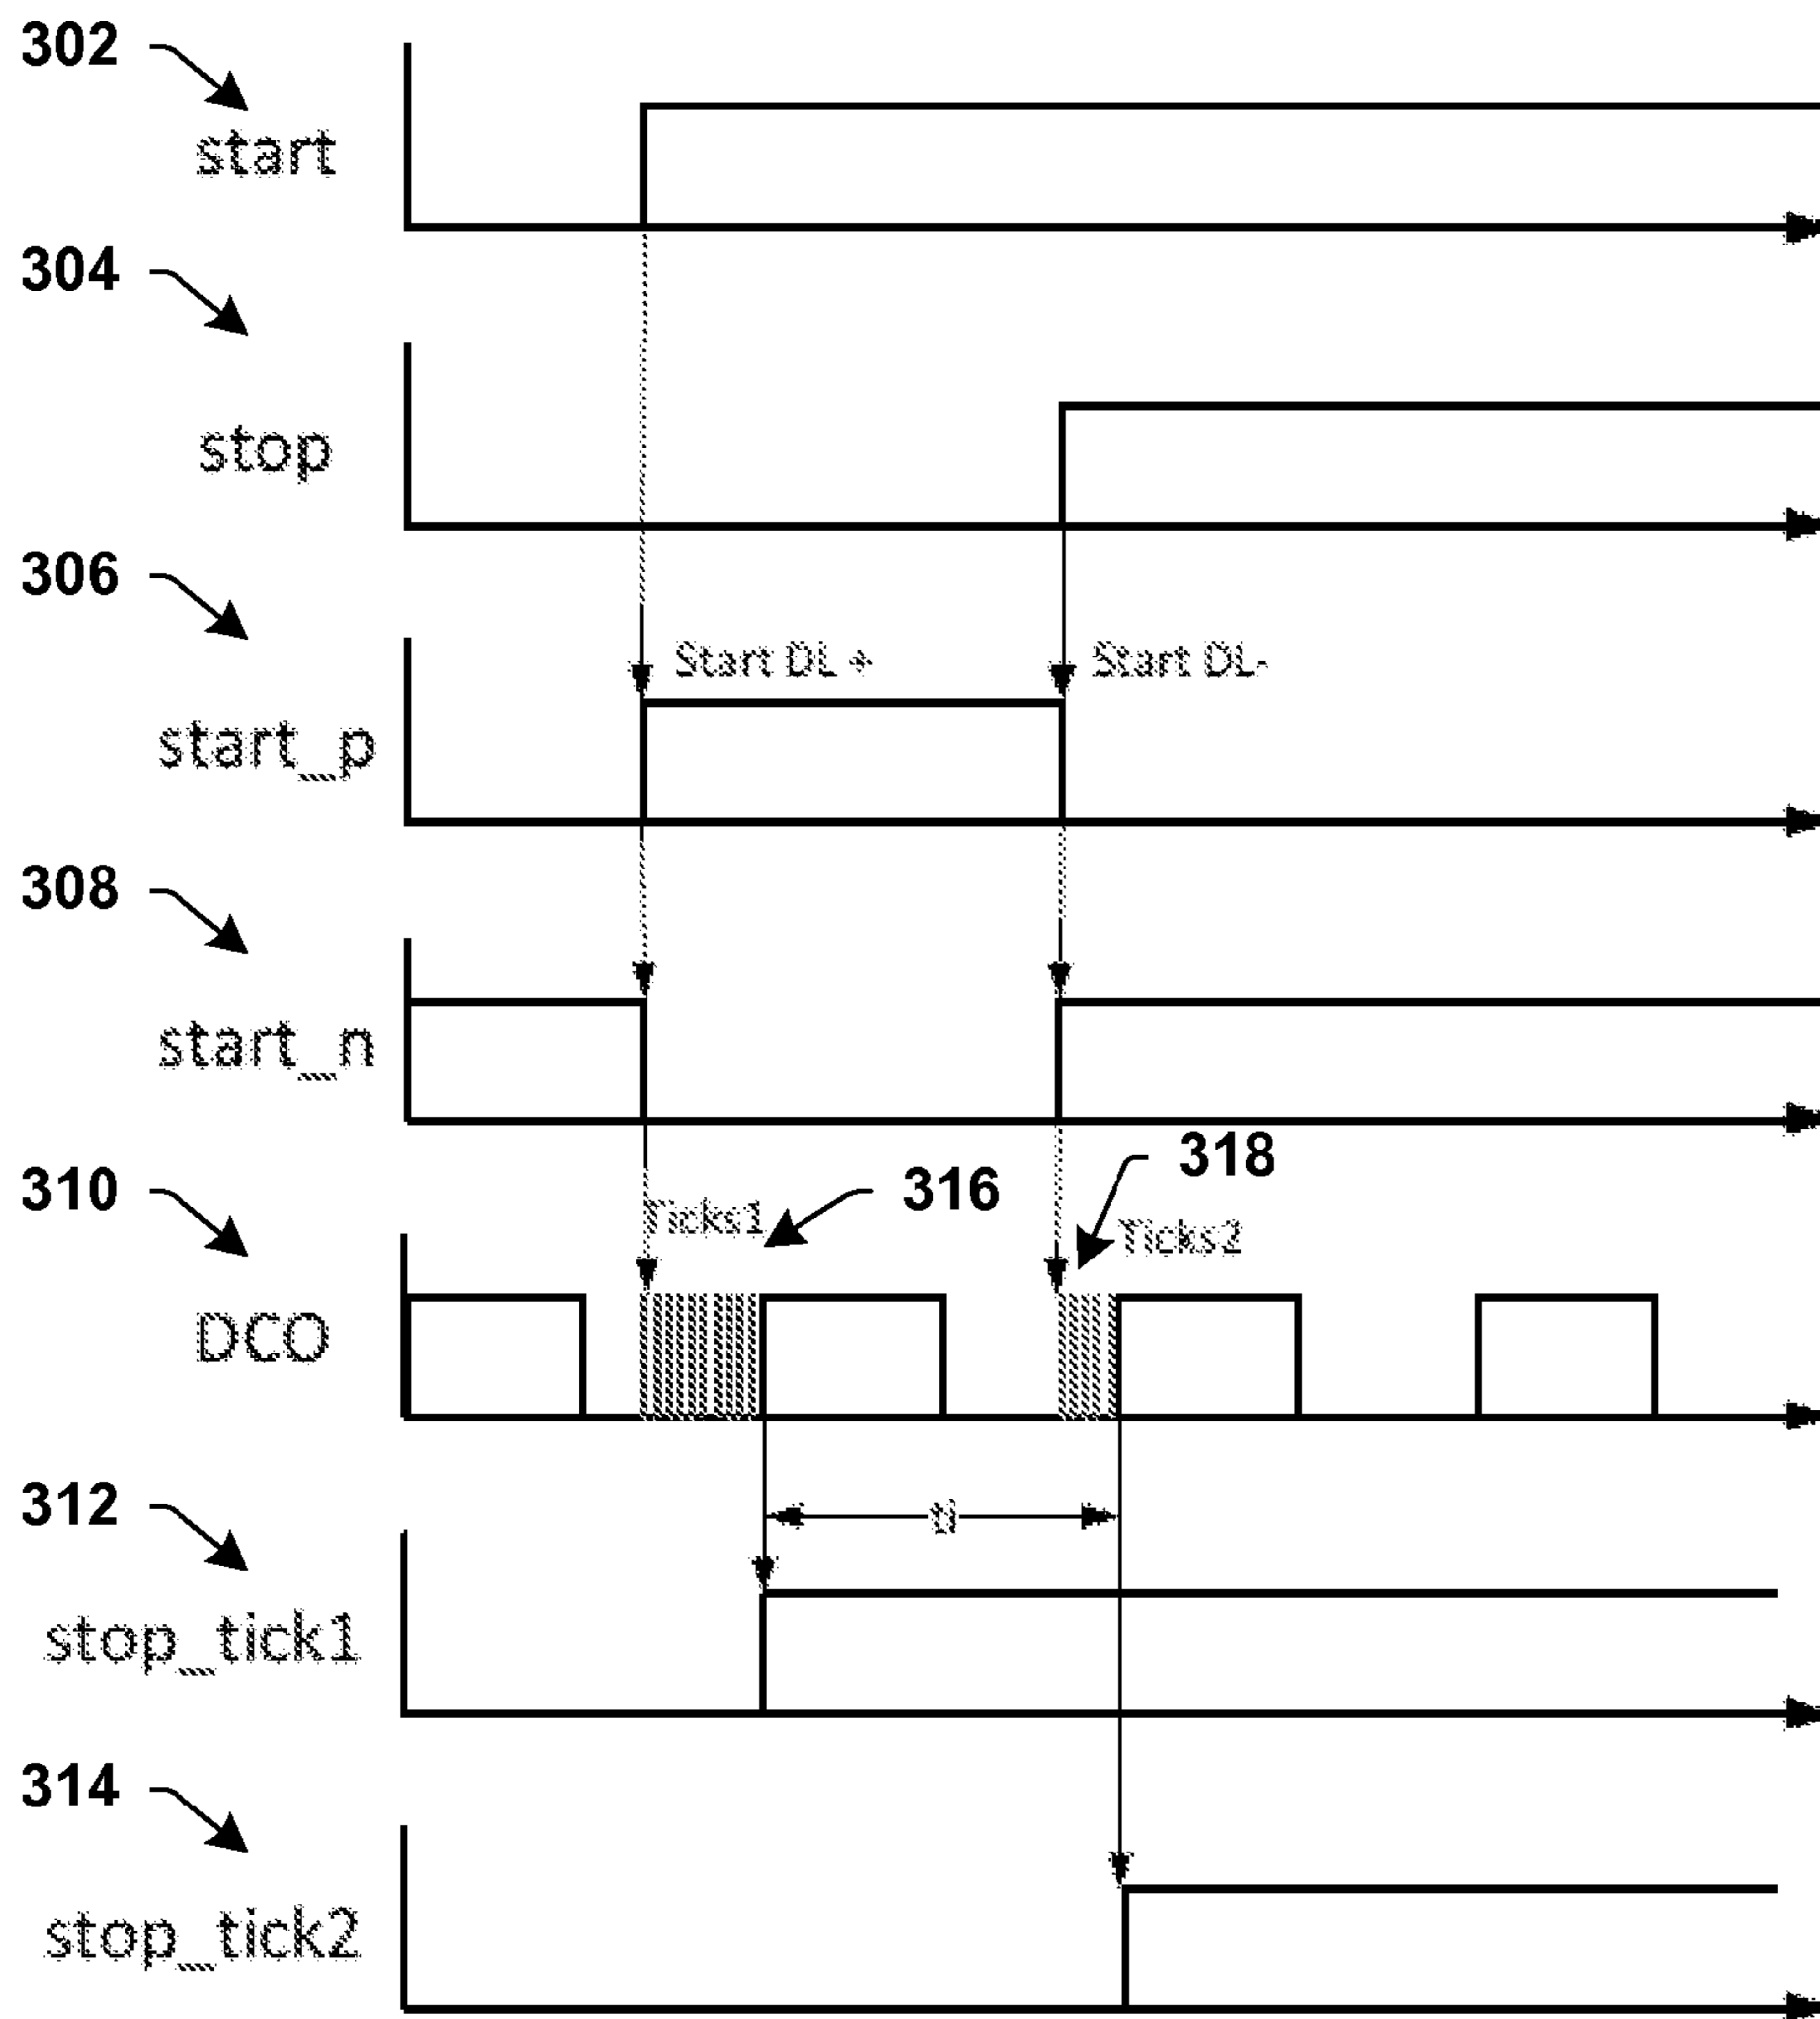 302
start
304
stop
306
Start DL +
Start DL-
start_p
308
start_n
310
316
318
Ticks1
Ticks2
DCO
312
stop_tick1
314
stop_tick2